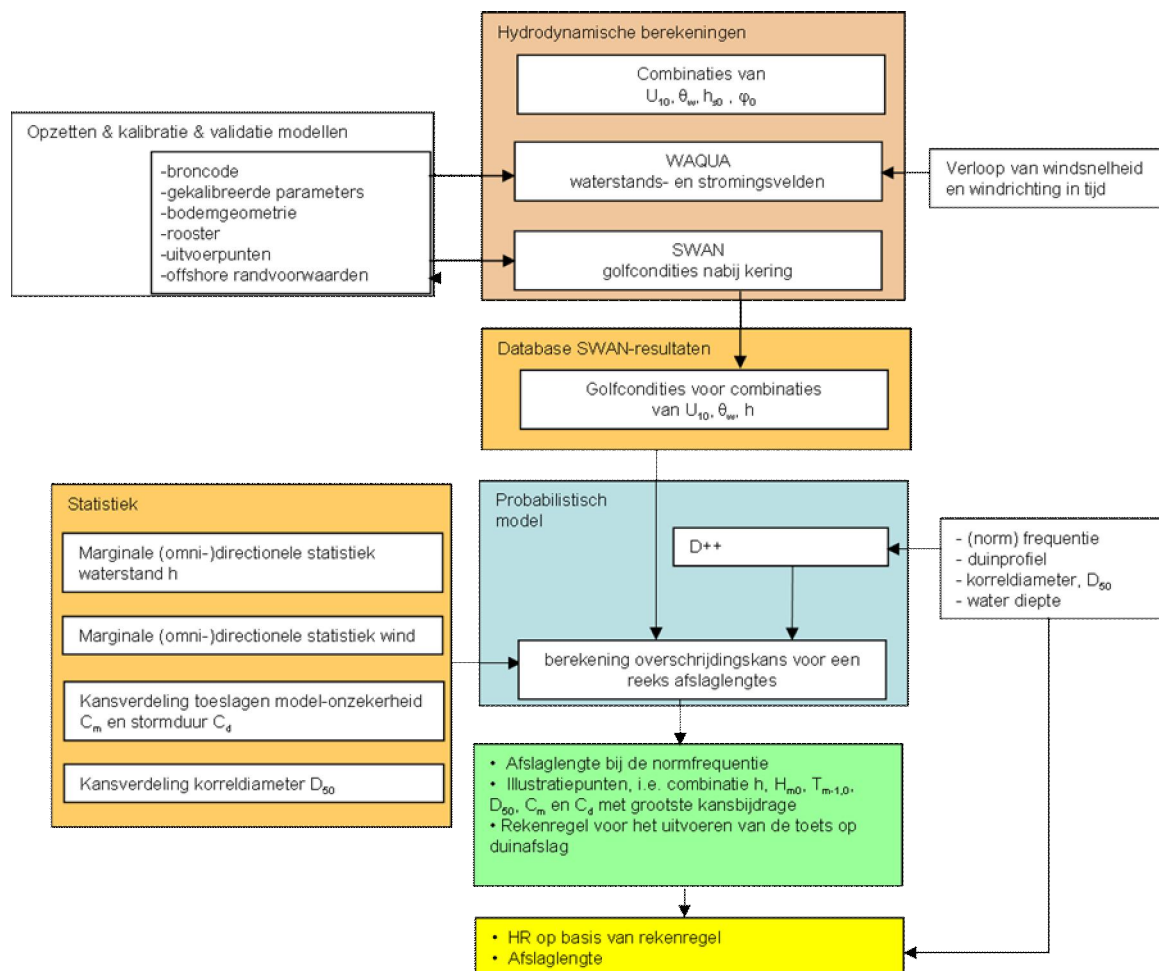 Hydrodynamische berekeningen
Combinaties van
U₁₀, θw, hs0 , φ₀
Opzetten & kalibratie & validatie modellen
-broncode
-gekalibreerde parameters
-bodemgeometrie
-rooster
-uitvoerpunten
-offshore randvoorwaarden
WAQUA
waterstands- en stromingsvelden
Verloop van windsnelheid
en windrichting in tijd
SWAN
golfcondities nabij kering
Database SWAN-resultaten
Golfcondities voor combinaties
van U₁₀, θw, h
Statistiek
Marginale (omni-)directionele statistiek
waterstand h
Marginale (omni-)directionele statistiek wind
Kansverdeling toeslagen model-onzekerheid
Cm en stormduur Cd
Kansverdeling korreldiameter D₅₀
Probabilistisch
model
D++
- (norm) frequentie
- duinprofiel
- korreldiameter, D₅₀
- water diepte
berekening overschrijdingskans voor een
reeks afslaglengtes
• Afslaglengte bij de normfrequentie
• Illustratiepunten, i.e. combinatie h, Hm0, Tm-1,0,
D₅₀, Cm en Cd met grootste kansbijdrage
• Rekenregel voor het uitvoeren van de toets op
duinafslag
• HR op basis van rekenregel
• Afslaglengte